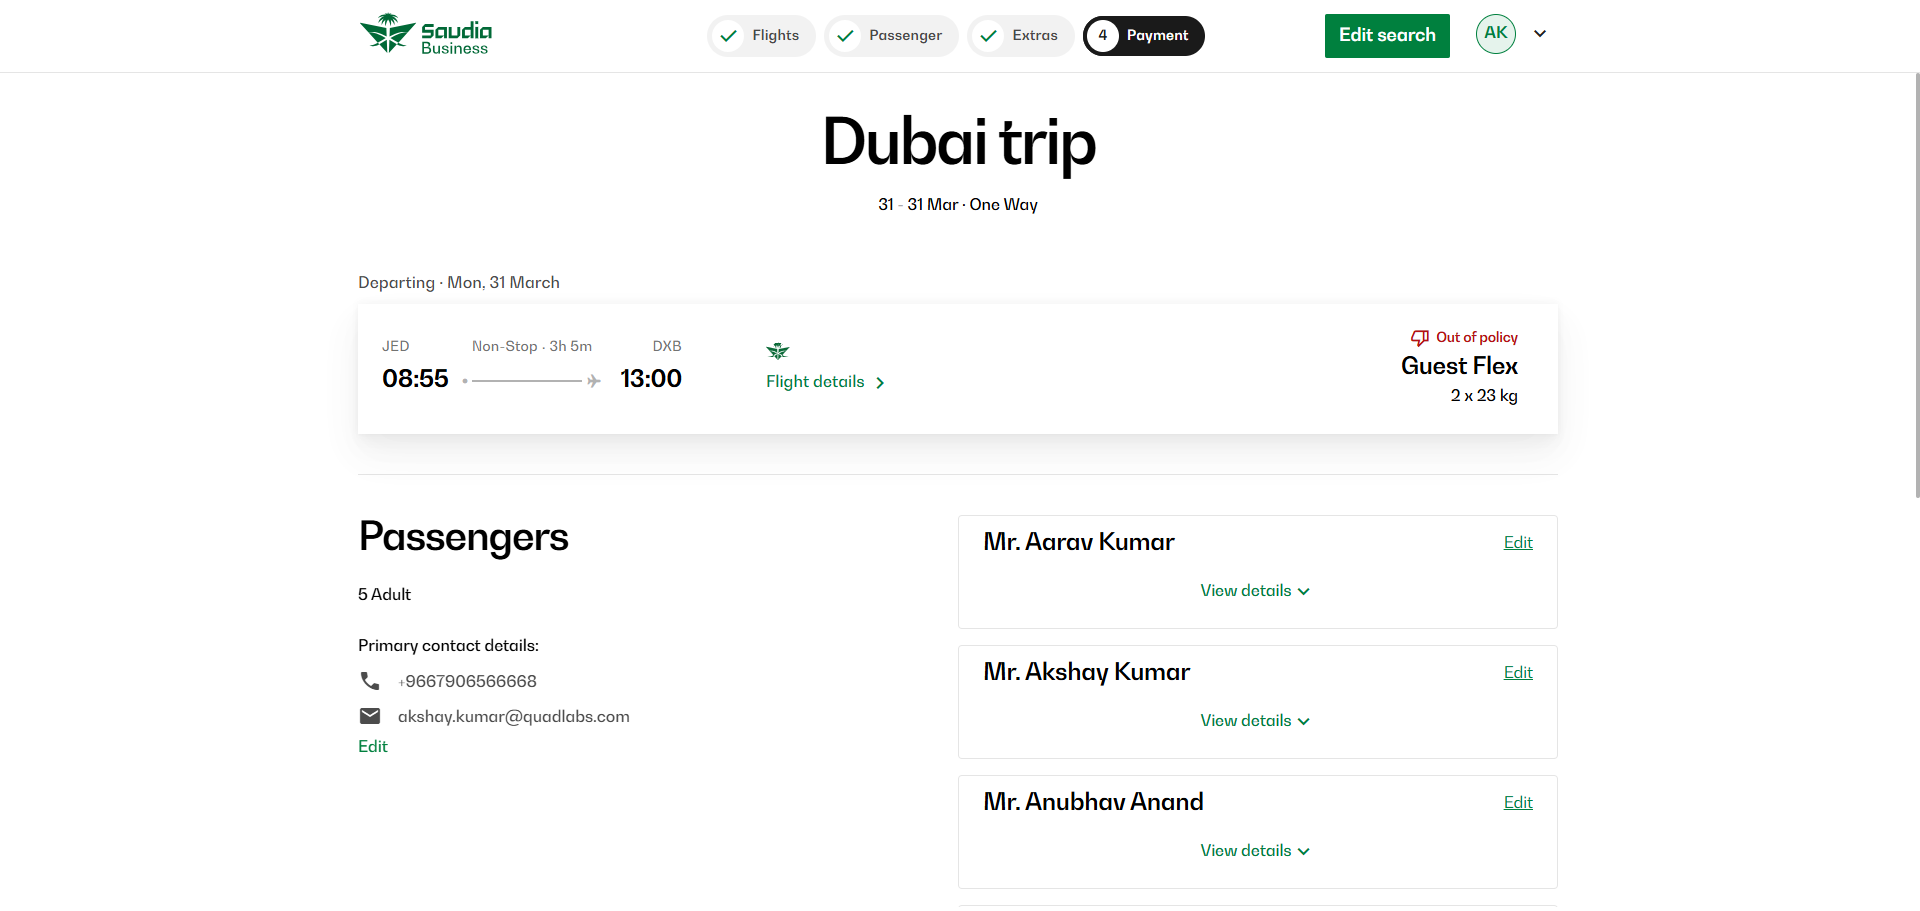 Saudia
Business
Flights
Passenger
Extras
4 Payment
Edit search
AK
Dubai trip
31 - 31 Mar · One Way
Departing · Mon, 31 March
JED
Non-Stop · 3h 5m
DXB
08:55
13:00
Flight details
Out of policy
Guest Flex
2 x 23 kg
Passengers
5 Adult
Primary contact details:
+9667906566668
akshay.kumar@quadlabs.com
Edit
Mr. Aarav Kumar
Edit
View details
Mr. Akshay Kumar
Edit
View details
Mr. Anubhav Anand
Edit
View details